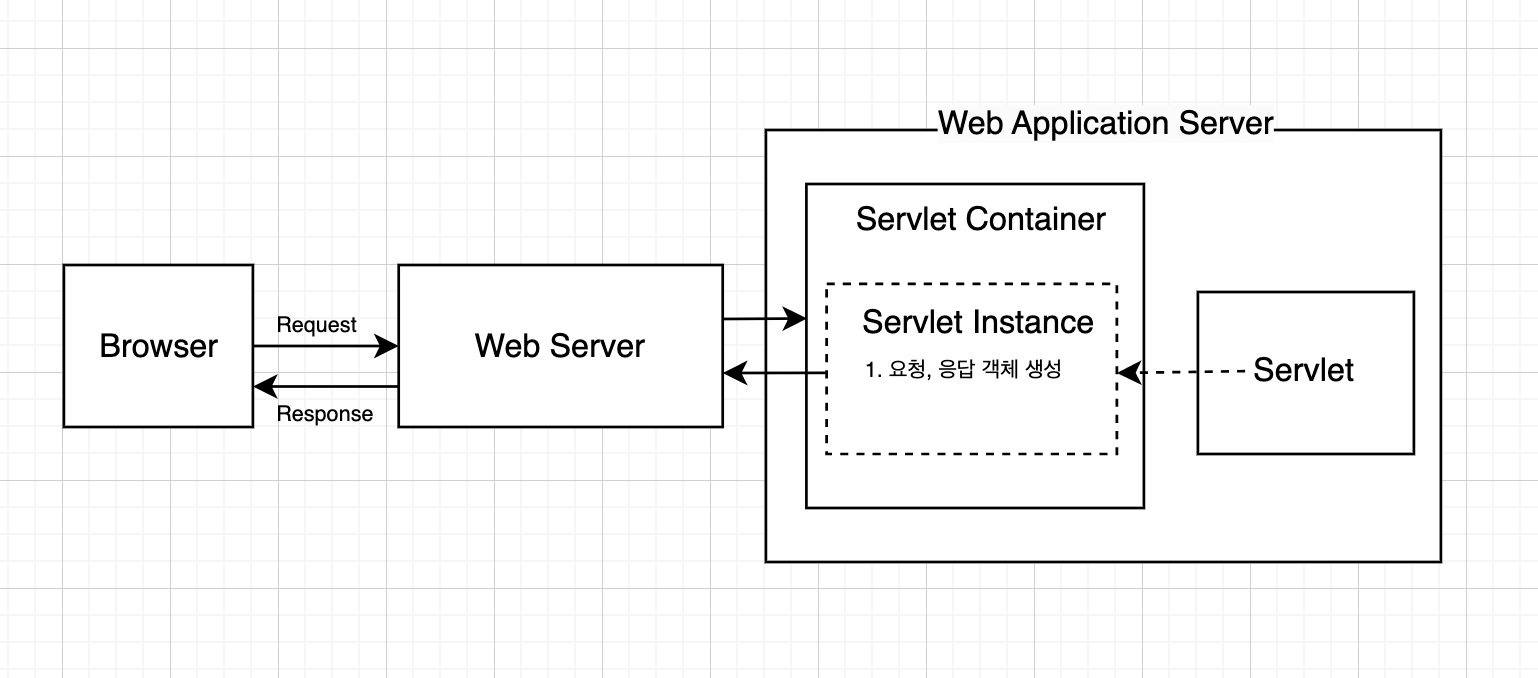 Web Application Server
Servlet Container
Browser
Request
Response
Web Server
Servlet Instance
1. 요청, 응답 객체 생성
Servlet